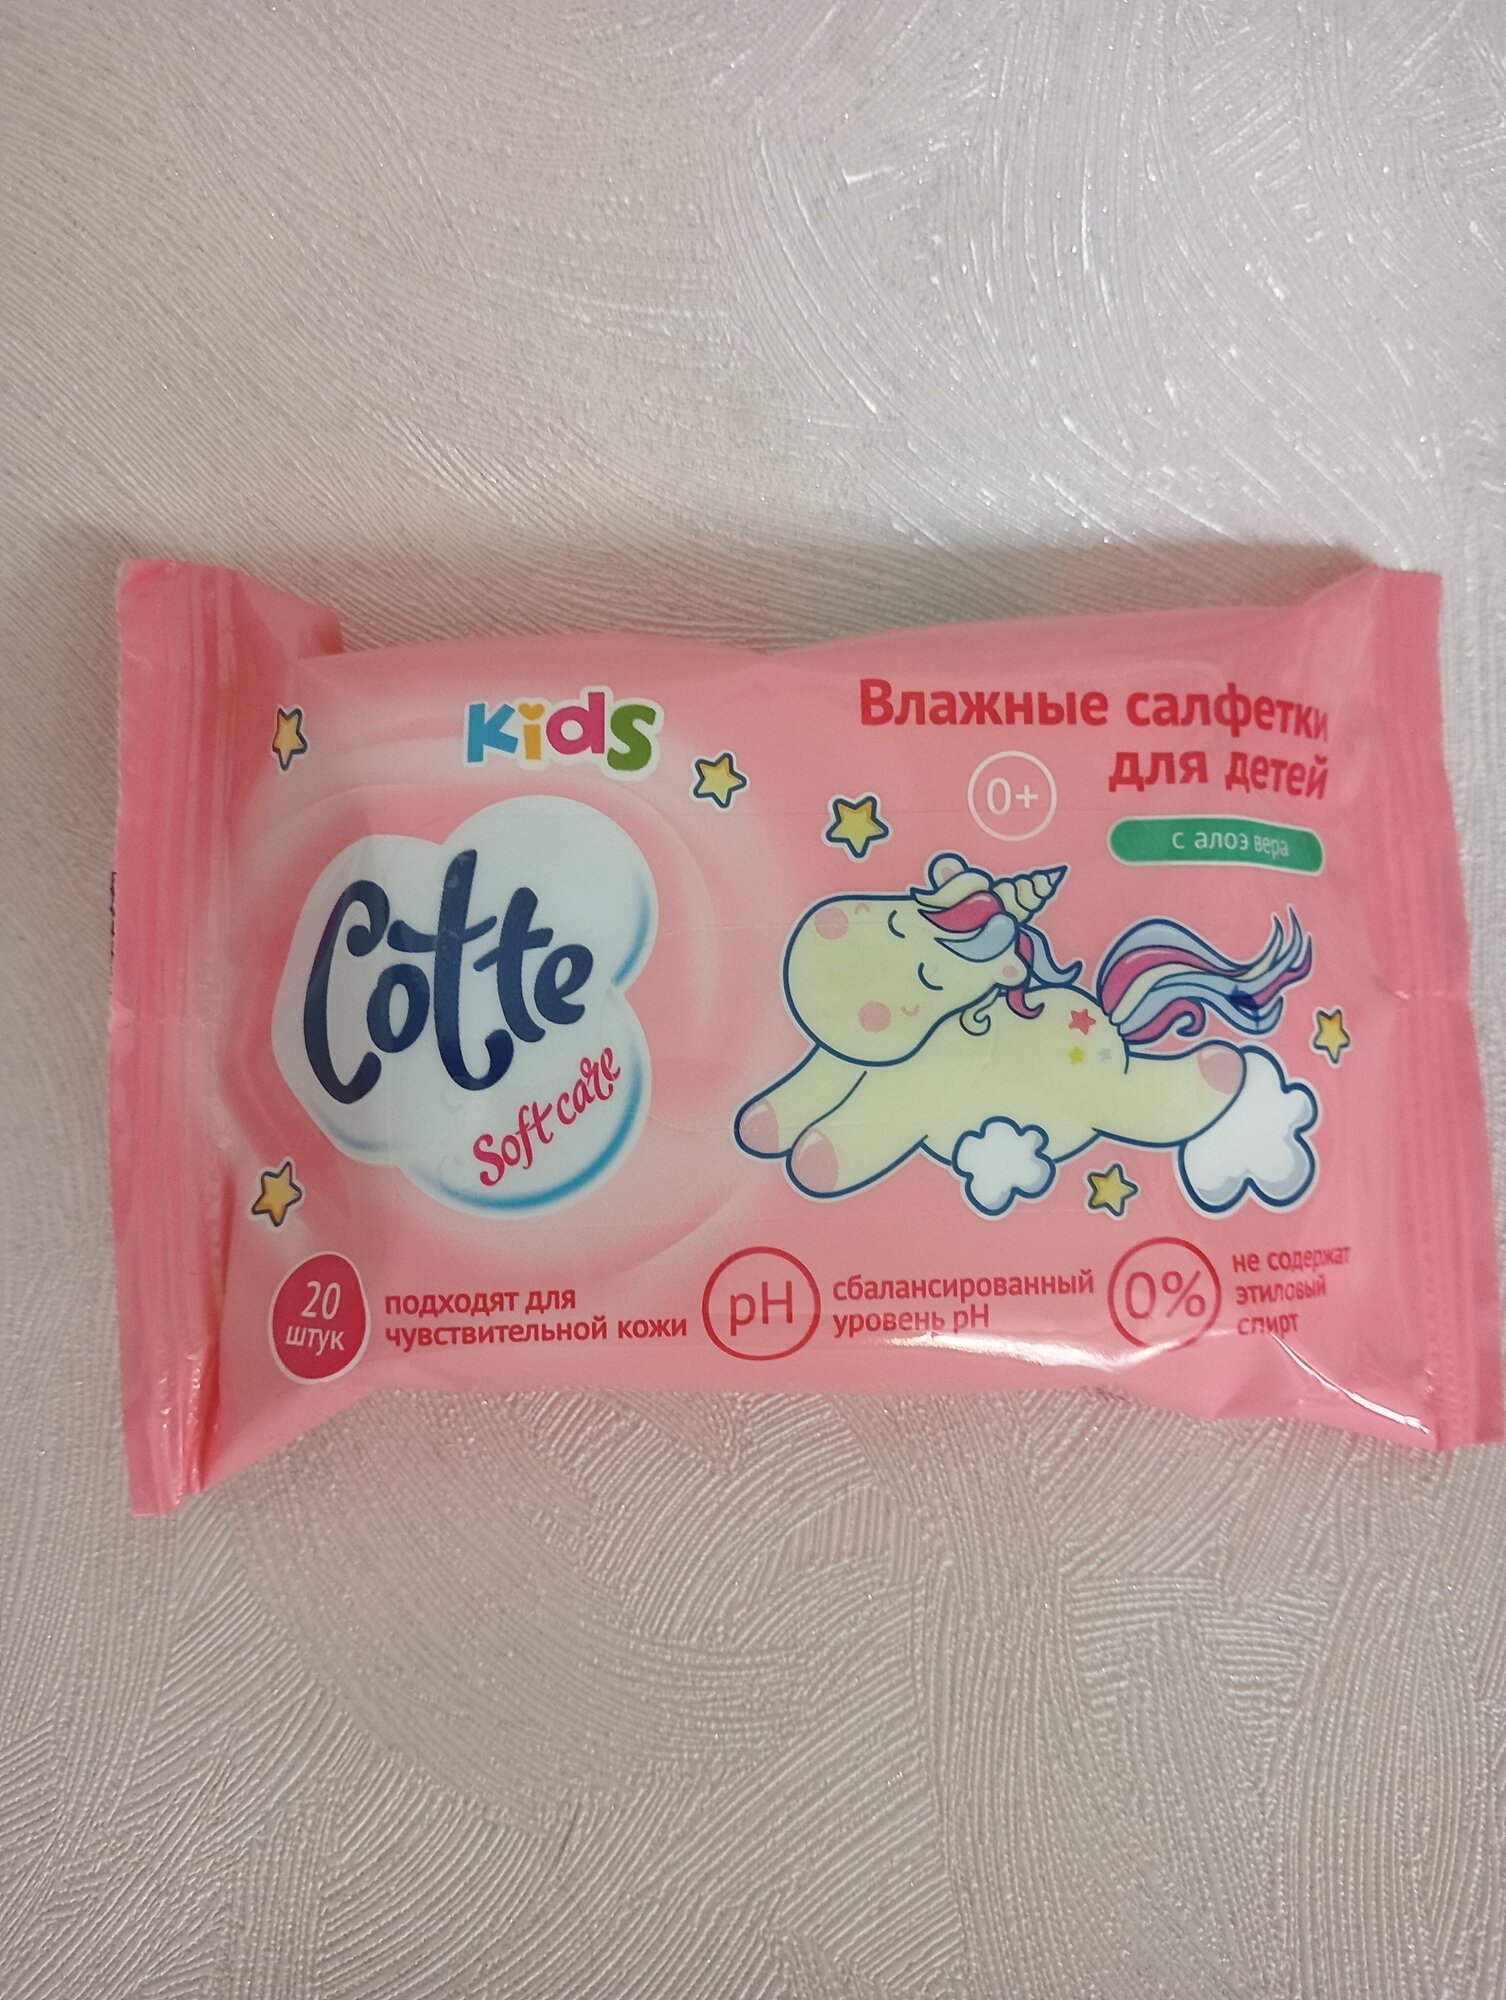 Kids
Cotte
Soft care
Влажные салфетки
для детей
0+
с алоэ вера
20
штук
подходят для
чувствительной кожи
pH
сбалансированный
уровень pH
0%
не содержат
этиловый
спирт